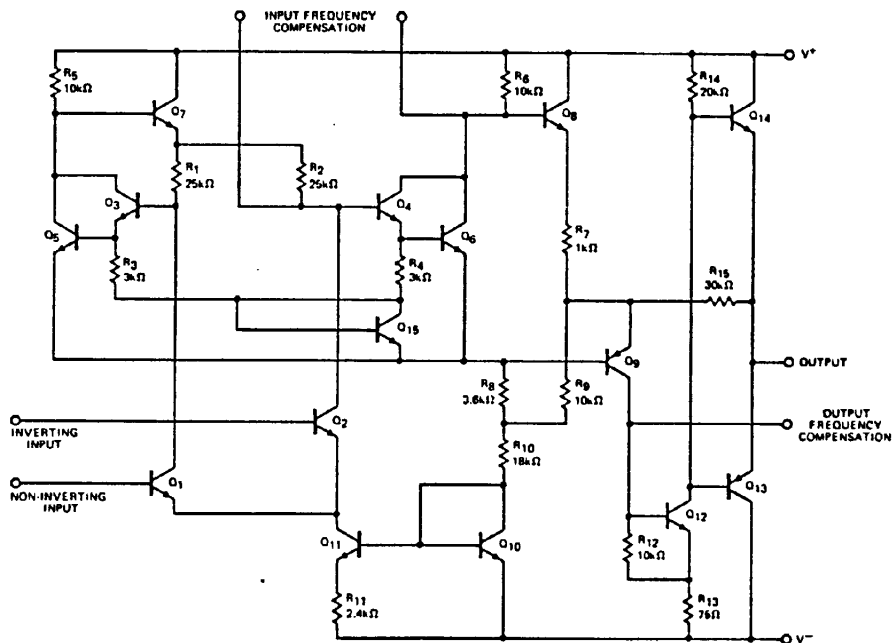 INPUT FREQUENCY
COMPENSATION
V+
R5
10kΩ
Q7
R6
10kΩ
Q8
R14
20kΩ
Q14
R1
25kΩ
R2
25kΩ
Q3
Q4
Q5
Q6
R3
3kΩ
R4
3kΩ
R7
1kΩ
R15
30kΩ
Q15
Q9
OUTPUT
R8
3.6kΩ
R9
10kΩ
OUTPUT
FREQUENCY
COMPENSATION
INVERTING
INPUT
Q2
R10
18kΩ
NON-INVERTING
INPUT
Q1
Q13
Q12
Q11
Q10
R12
10kΩ
R11
2.4kΩ
R13
75Ω
V−